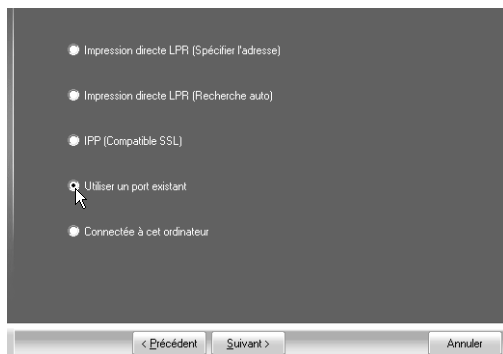 Impression directe LPR (Spécifier l'adresse)
Impression directe LPR (Recherche auto)
IPP (Compatible SSL)
Utiliser un port existant
Connectée à cet ordinateur
< Précédent Suivant > Annuler